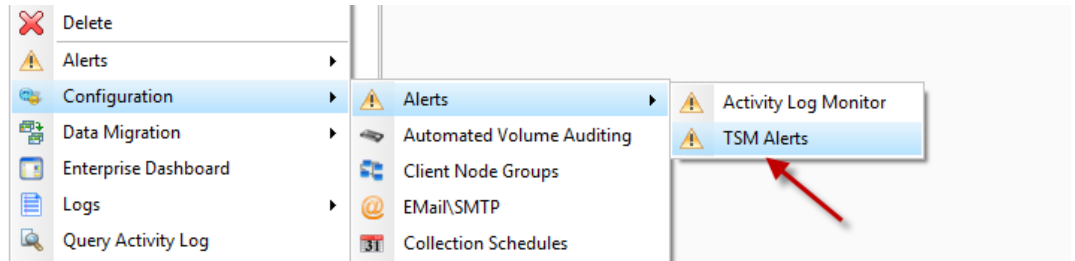 Delete
Alerts
Configuration
Data Migration
Enterprise Dashboard
Logs
Query Activity Log
Alerts
Automated Volume Auditing
Client Node Groups
EMail\SMTP
31 Collection Schedules
Activity Log Monitor
TSM Alerts